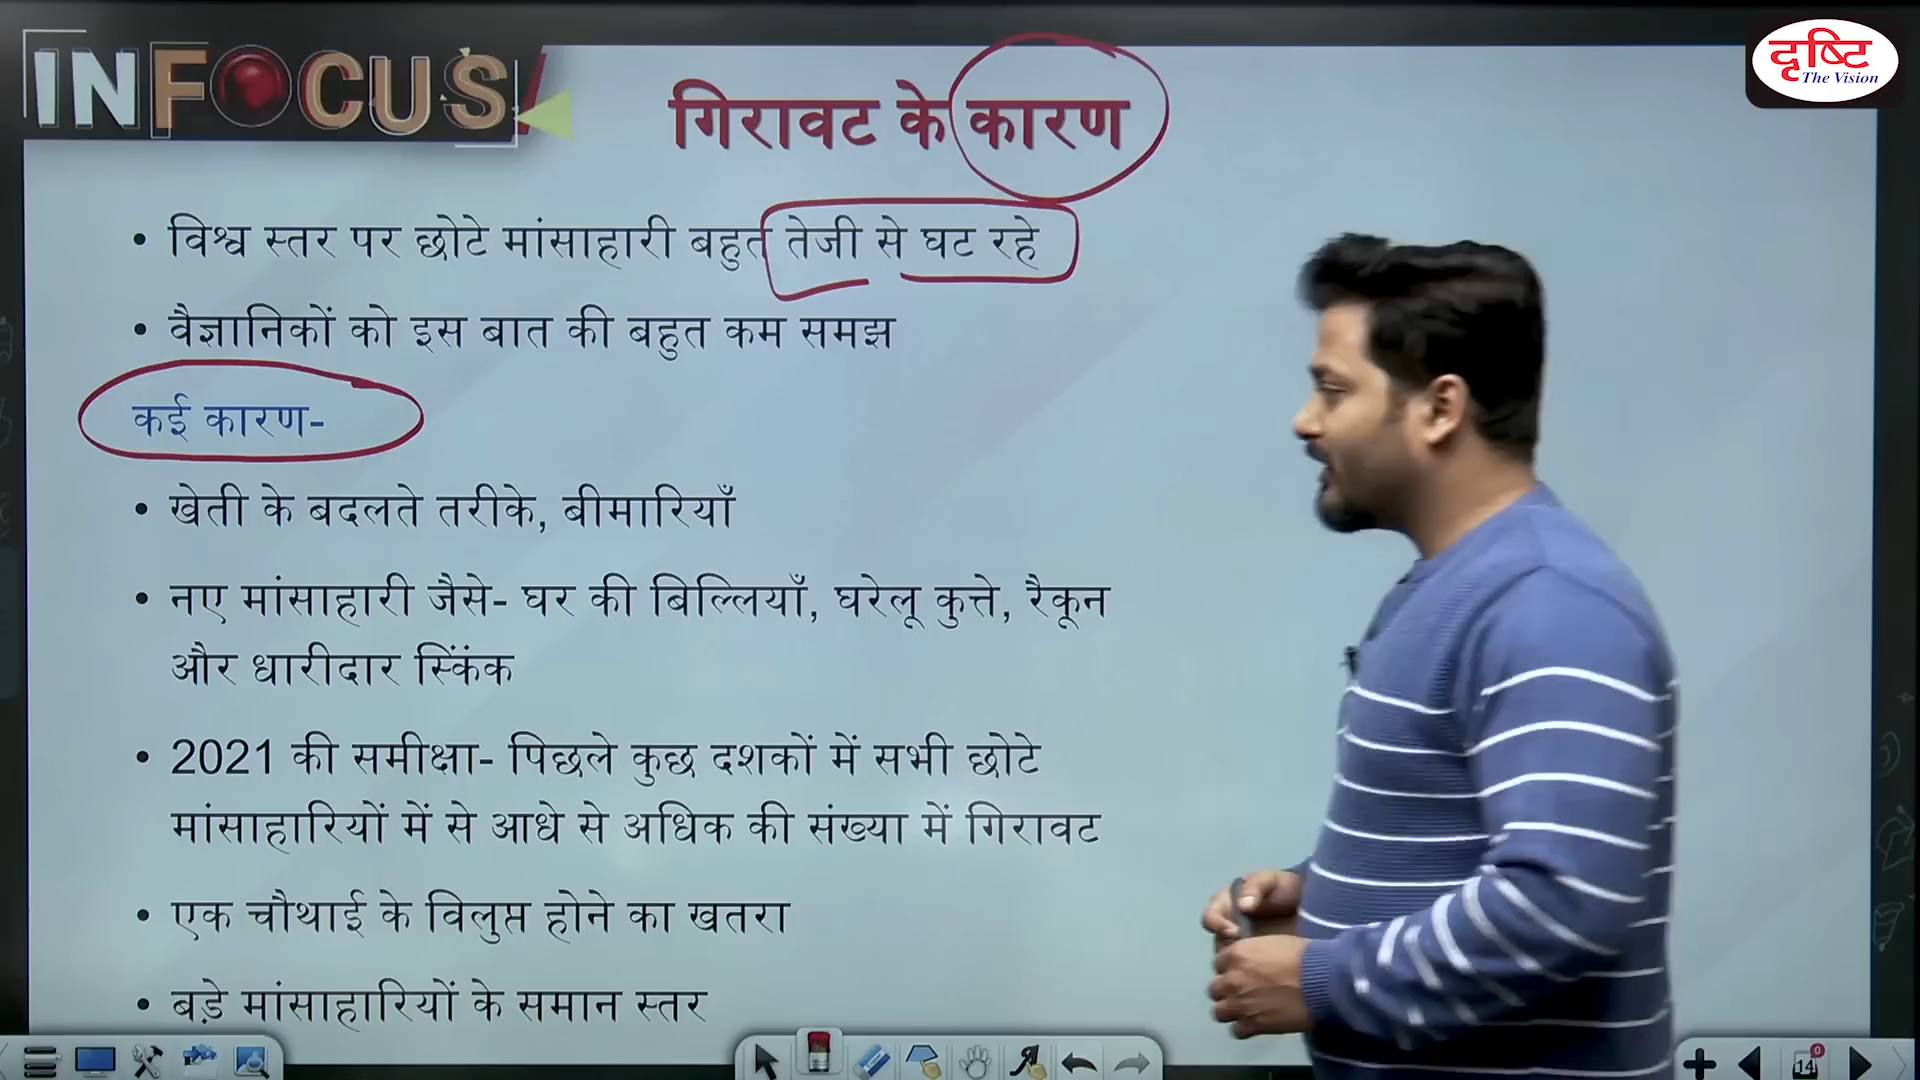 INFOCUS
दृष्टि
The Vision
गिरावट के कारण
• विश्व स्तर पर छोटे मांसाहारी बहुत तेजी से घट रहे
• वैज्ञानिकों को इस बात की बहुत कम समझ
कई कारण-
• खेती के बदलते तरीके, बीमारियाँ
• नए मांसाहारी जैसे- घर की बिल्लियाँ, घरेलू कुत्ते, रैकून
और धारीदार स्किंक
• 2021 की समीक्षा- पिछले कुछ दशकों में सभी छोटे
मांसाहारियों में से आधे से अधिक की संख्या में गिरावट
• एक चौथाई के विलुप्त होने का खतरा
• बड़े मांसाहारियों के समान स्तर
14
0